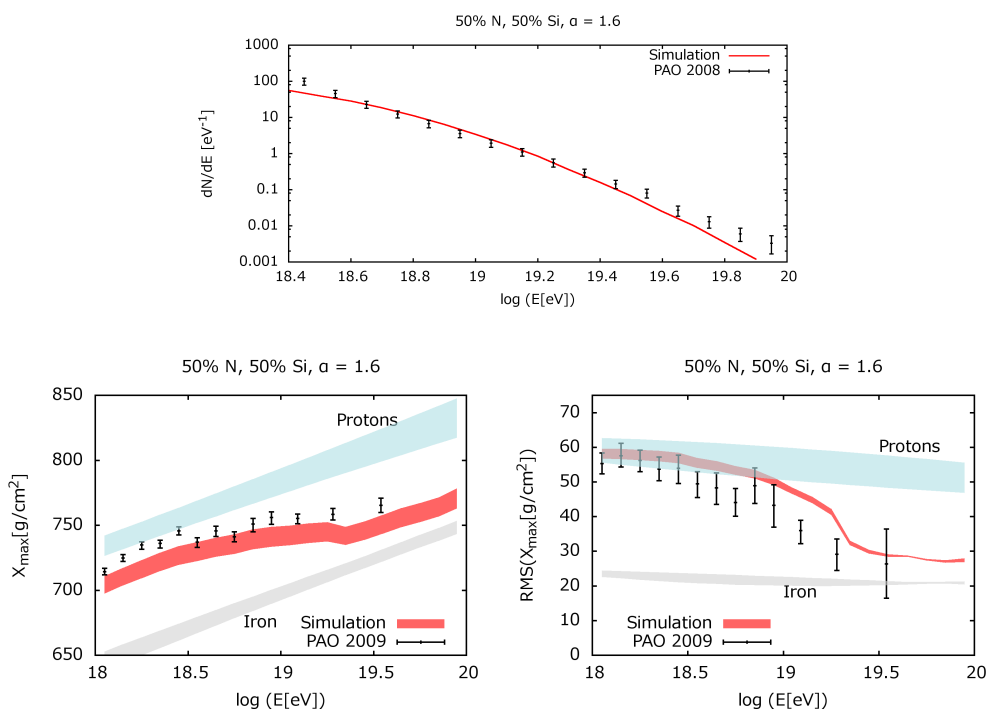 50% N, 50% Si, α = 1.6
1000
100
10
1
0.1
0.01
0.001
dN/dE [eV-1]
Simulation
PAO 2008
18.4 18.6 18.8 19 19.2 19.4 19.6 19.8 20
log (E[eV])
50% N, 50% Si, α = 1.6
850
800
750
700
650
Xmax[g/cm2]
Protons
Iron
Simulation
PAO 2009
18 18.5 19 19.5 20
log (E[eV])
50% N, 50% Si, α = 1.6
70
60
50
40
30
20
10
0
RMS(Xmax[g/cm2])
Protons
Iron
Simulation
PAO 2009
18 18.5 19 19.5 20
log (E[eV])